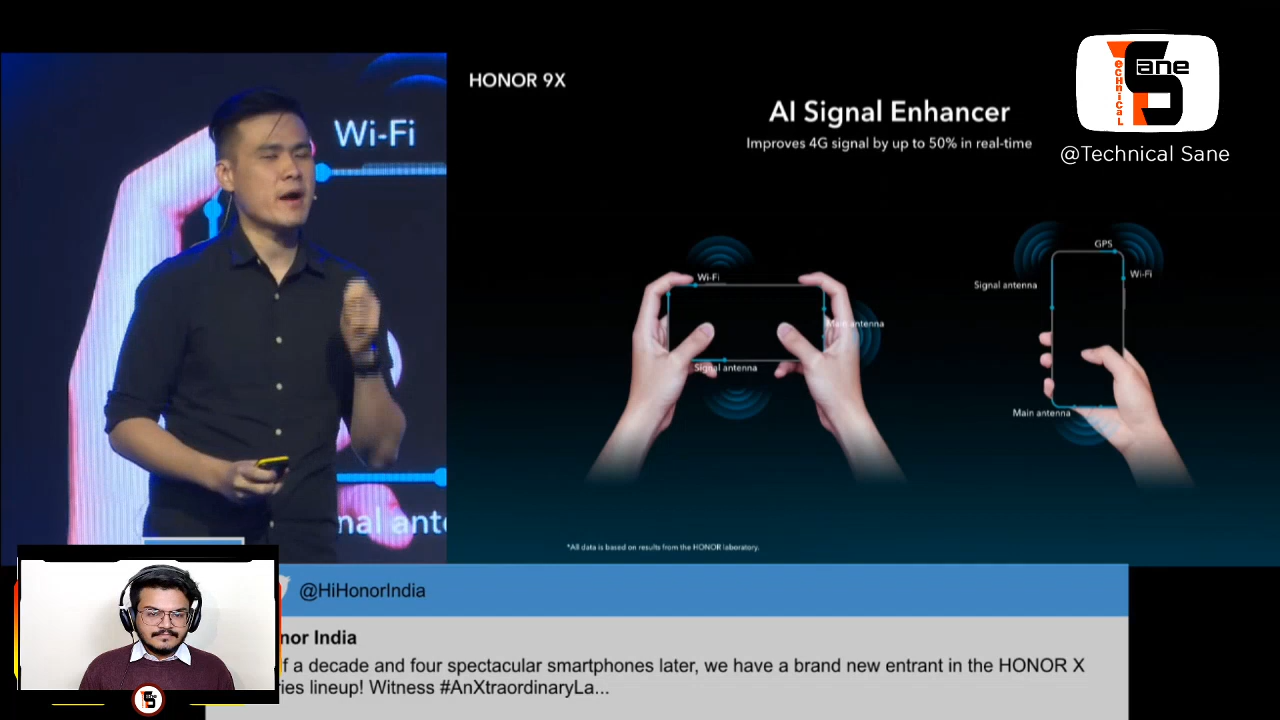 HONOR 9X
AI Signal Enhancer
Improves 4G signal by up to 50% in real-time
Technical
Sane
@Technical Sane
Wi-Fi
nal ante
Wi-Fi
Main antenna
Signal antenna
GPS
Wi-Fi
Signal antenna
Main antenna
*All data is based on results from the HONOR laboratory.
@HiHonorIndia
nor India
f a decade and four spectacular smartphones later, we have a brand new entrant in the HONOR X
ies lineup! Witness #AnXtraordinaryLa...